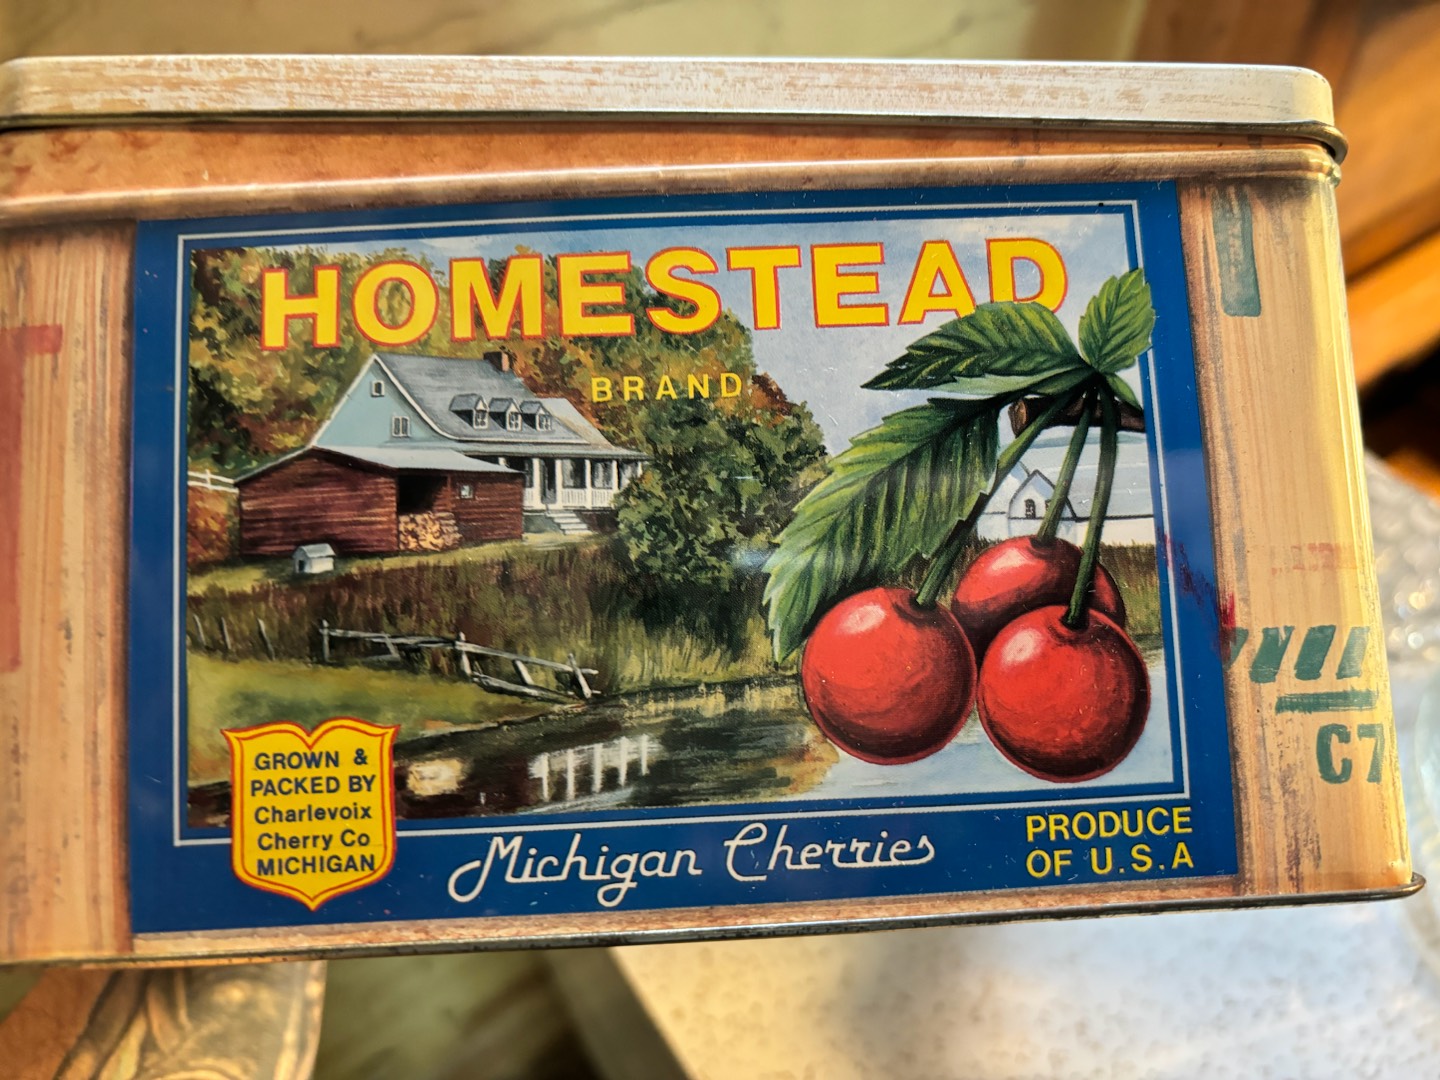 HOMESTEAD
BRAND
GROWN &
PACKED BY
Charlevoix
Cherry Co
MICHIGAN
Michigan Cherries
PRODUCE
OF U.S.A
C7